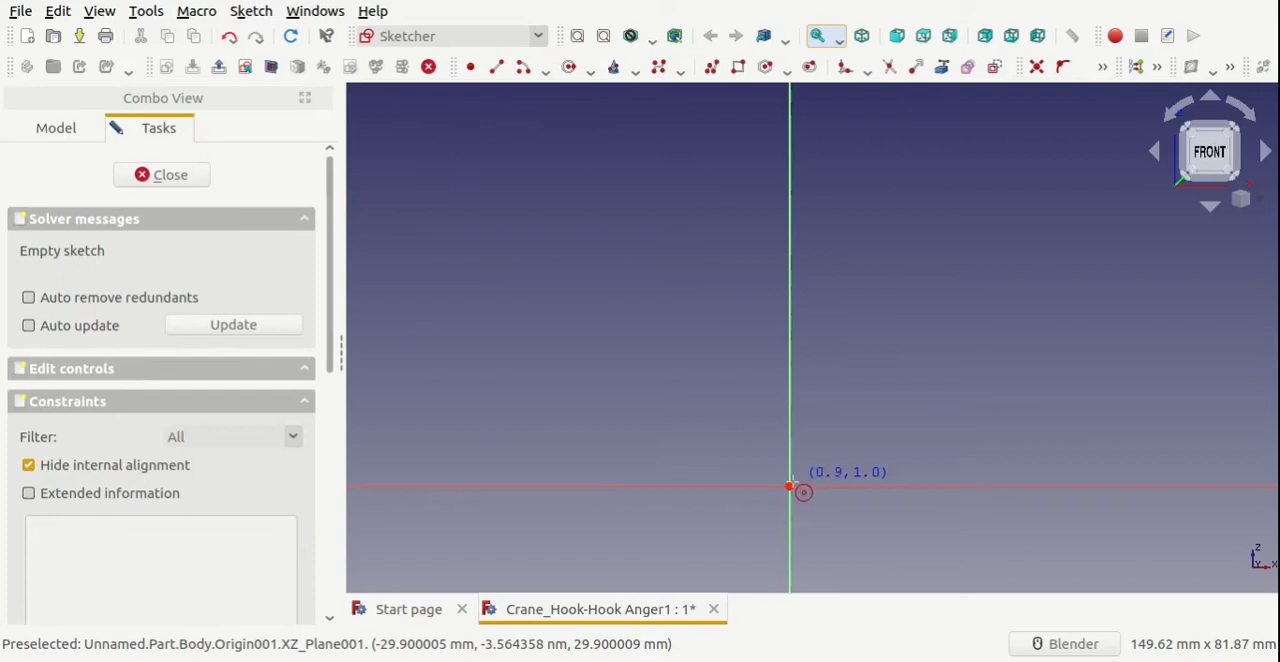 File Edit View Tools Macro Sketch Windows Help
Sketcher
Combo View
Model Tasks
Close
Solver messages
Empty sketch
Auto remove redundants
Auto update Update
Edit controls
Constraints
Filter: All
Hide internal alignment
Extended information
FRONT
(0.9,1.0)
Z
X
Start page Crane_Hook-Hook Anger1 : 1*
Preselected: Unnamed.Part.Body.Origin001.XZ_Plane001. (-29.900005 mm, -3.564358 nm, 29.900009 mm) Blender 149.62 mm x 81.87 mm